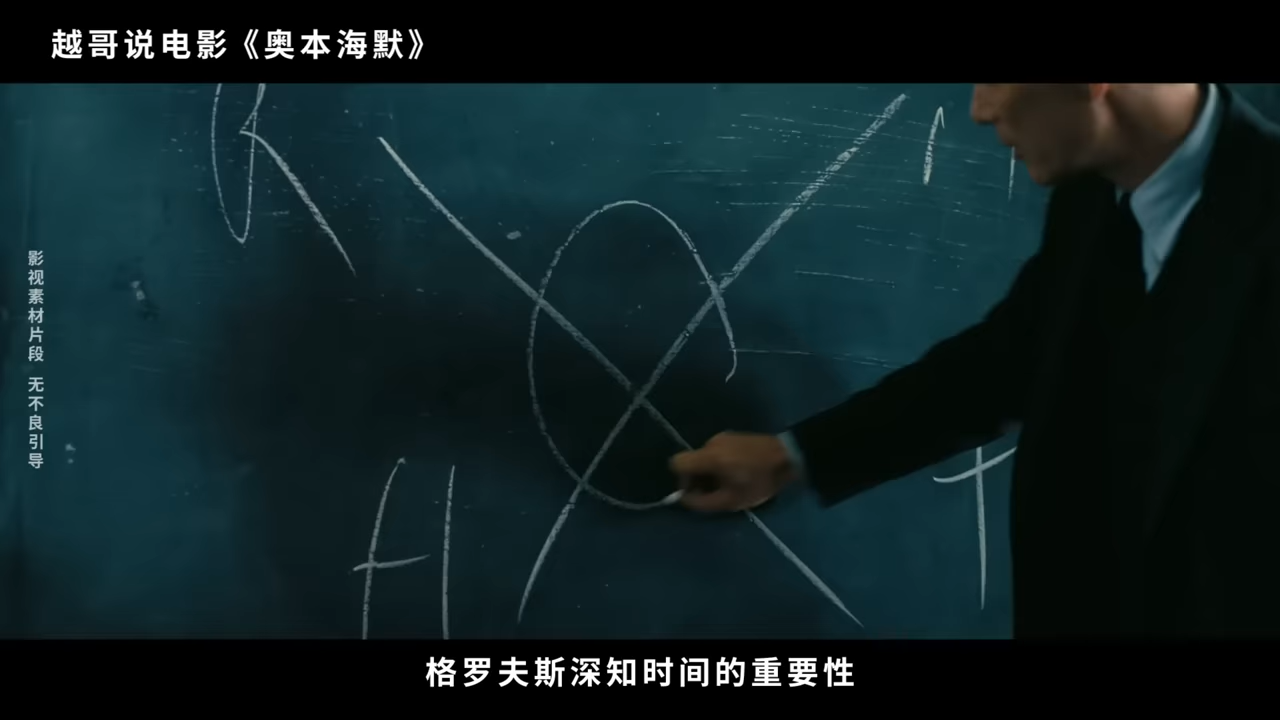 越哥说电影《奥本海默》
影视素材片段 无不良引导
R
H
T
格罗夫斯深知时间的重要性